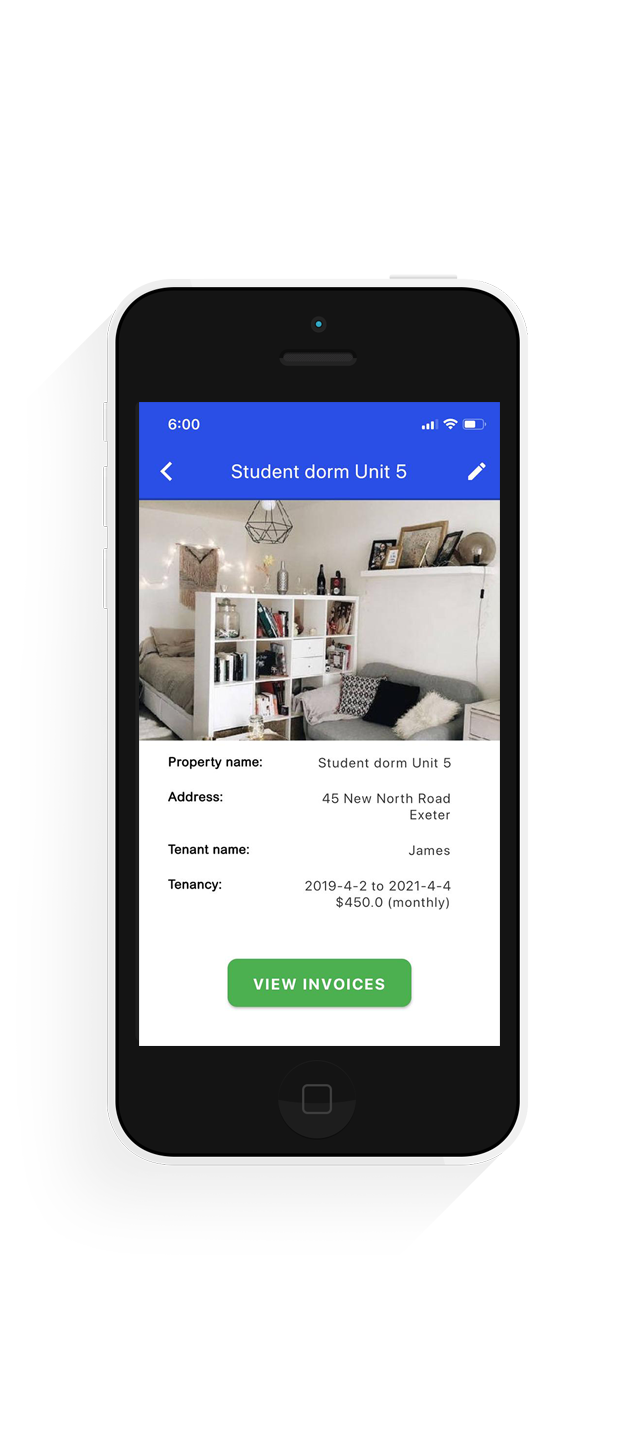 6:00
Student dorm Unit 5
Property name: Student dorm Unit 5
Address: 45 New North Road
Exeter
Tenant name: James
Tenancy: 2019-4-2 to 2021-4-4
$450.0 (monthly)
VIEW INVOICES